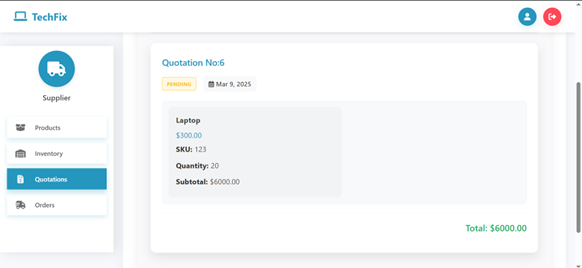 TechFix
Supplier
Products
Inventory
Quotations
Orders
Quotation No:6
PENDING
Mar 9, 2025
Laptop
$300.00
SKU: 123
Quantity: 20
Subtotal: $6000.00
Total: $6000.00